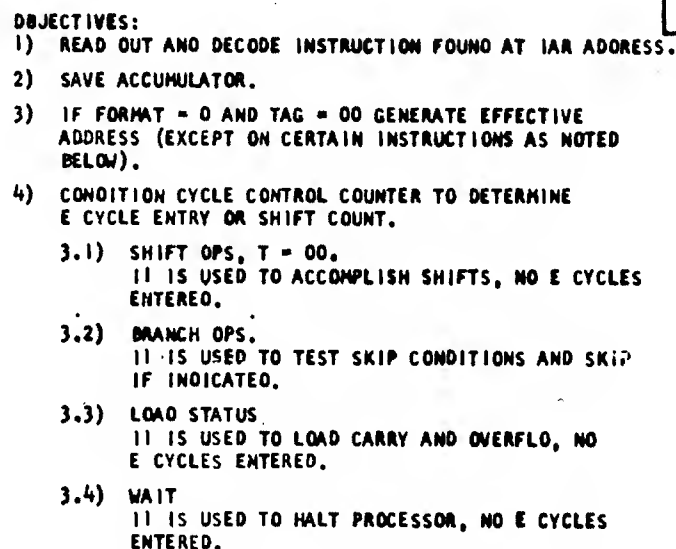 OBJECTIVES:
1) READ OUT AND DECODE INSTRUCTION FOUND AT IAR ADDRESS.
2) SAVE ACCUMULATOR.
3) IF FORMAT = 0 AND TAG = 00 GENERATE EFFECTIVE
ADDRESS (EXCEPT ON CERTAIN INSTRUCTIONS AS NOTED
BELOW).
4) CONDITION CYCLE CONTROL COUNTER TO DETERMINE
E CYCLE ENTRY OR SHIFT COUNT.
3.1) SHIFT OPS, T = 00.
I1 IS USED TO ACCOMPLISH SHIFTS, NO E CYCLES
ENTERED.
3.2) BRANCH OPS.
I1 IS USED TO TEST SKIP CONDITIONS AND SKIP
IF INDICATED.
3.3) LOAD STATUS
I1 IS USED TO LOAD CARRY AND OVERFLO, NO
E CYCLES ENTERED.
3.4) WAIT
I1 IS USED TO HALT PROCESSOR, NO E CYCLES
ENTERED.